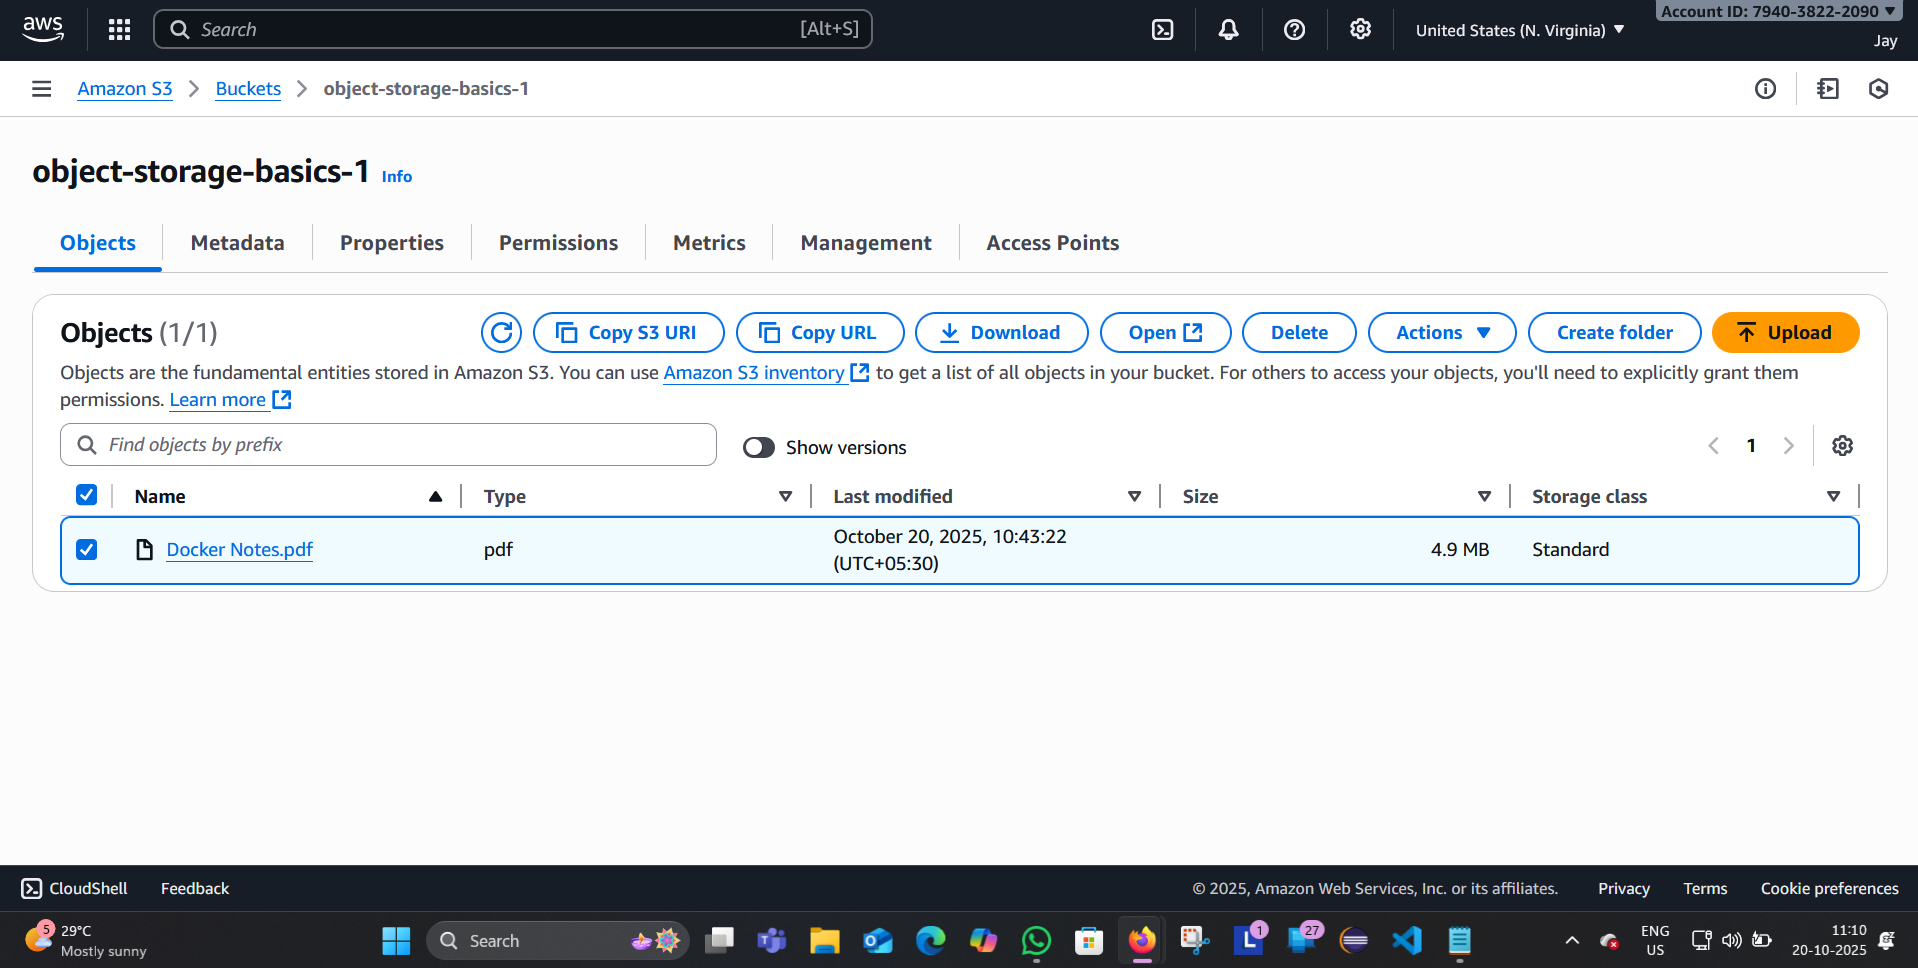 aws
Search [Alt+S]
United States (N. Virginia) ▼
Account ID: 7940-3822-2090 ▼
Jay
Amazon S3 > Buckets > object-storage-basics-1
object-storage-basics-1 Info
Objects Metadata Properties Permissions Metrics Management Access Points
Objects (1/1) Copy S3 URI Copy URL Download Open Delete Actions ▼ Create folder Upload
Objects are the fundamental entities stored in Amazon S3. You can use Amazon S3 inventory to get a list of all objects in your bucket. For others to access your objects, you'll need to explicitly grant them
permissions. Learn more
Find objects by prefix Show versions 1
Name Type Last modified Size Storage class
Docker Notes.pdf pdf October 20, 2025, 10:43:22 (UTC+05:30) 4.9 MB Standard
CloudShell Feedback © 2025, Amazon Web Services, Inc. or its affiliates. Privacy Terms Cookie preferences
5 29°C
Mostly sunny
Search
L 1 27
ENG
US
11:10
20-10-2025